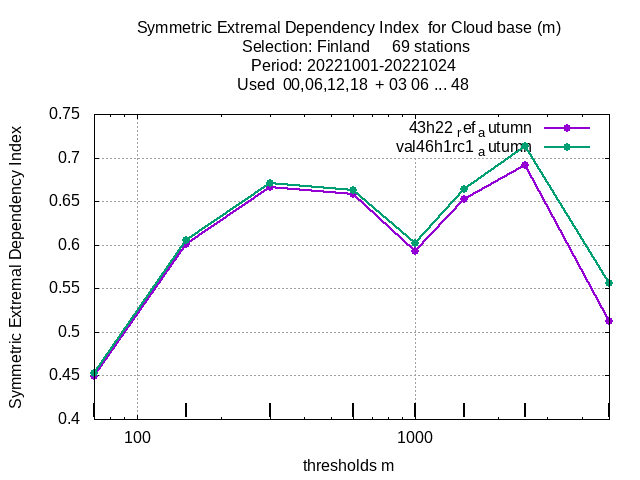 Symmetric Extremal Dependency Index for Cloud base (m)
Selection: Finland 69 stations
Period: 20221001-20221024
Used 00,06,12,18 + 03 06 ... 48
43h22 refautumn
val46h1rc1 autumn
Symmetric Extremal Dependency Index
0.75
0.7
0.65
0.6
0.55
0.5
0.45
0.4
100 1000
thresholds m